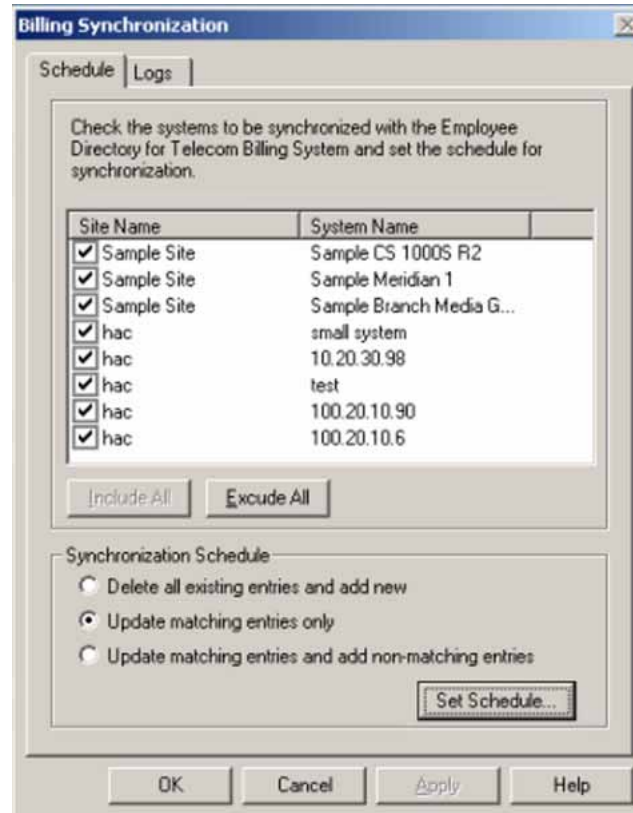 Billing Synchronization
Schedule
Logs
Check the systems to be synchronized with the Employee
Directory for Telecom Billing System and set the schedule for
synchronization.
Site Name System Name
Sample Site Sample CS 1000S R2
Sample Site Sample Meridian 1
Sample Site Sample Branch Media G...
hac small system
hac 10.20.30.98
hac test
hac 100.20.10.90
hac 100.20.10.6
Include All Excude All
Synchronization Schedule
Delete all existing entries and add new
Update matching entries only
Update matching entries and add non-matching entries
Set Schedule...
OK Cancel Apply Help